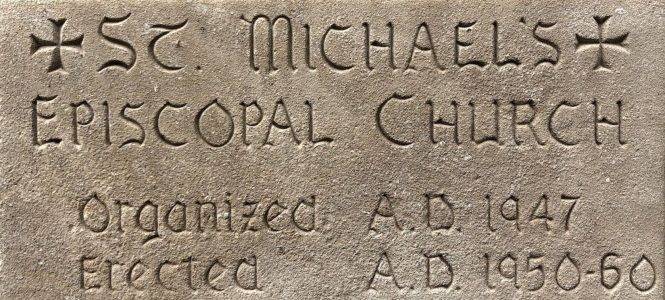 ✠ St. Michael's ✠
Episcopal Church
Organized A.D. 1947
Erected A.D. 1950-60